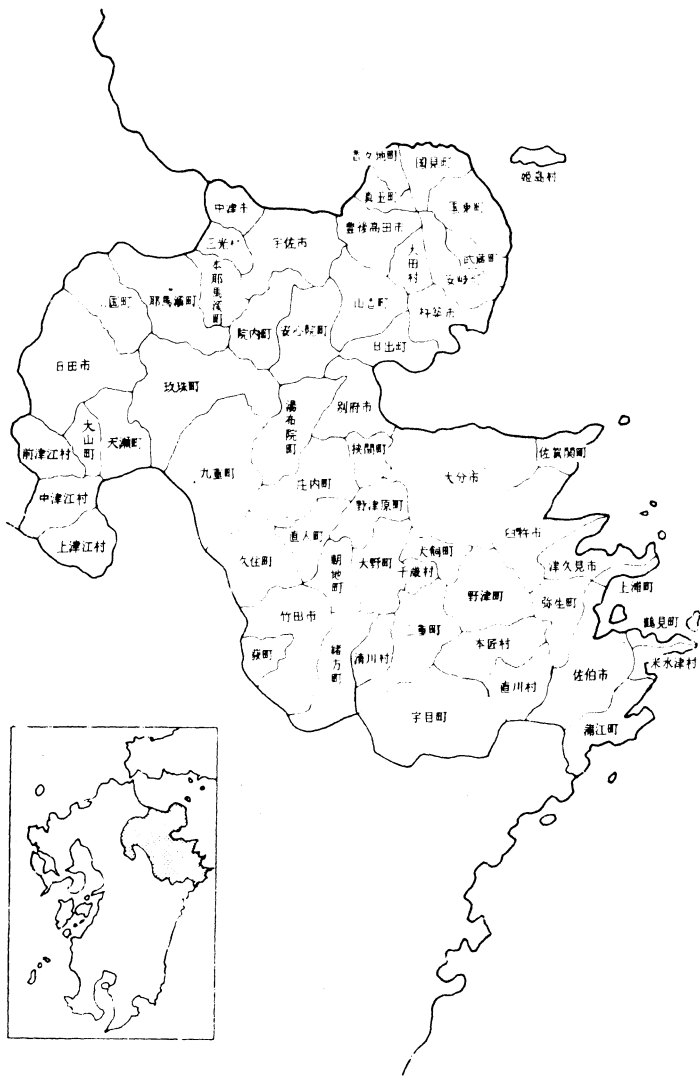 香々地町
国見町
姫島村
真玉町
国東町
中津市
豊後高田市
三光村
宇佐市
大田村
武蔵町
安岐町
本耶馬渓町
耶馬溪町
山香町
杵築市
院内町
安心院町
日出町
日田市
玖珠町
湯布院町
別府市
大山町
天瀬町
前津江村
挾間町
佐賀関町
九重町
大分市
庄内町
中津江村
野津原町
上津江村
直入町
臼杵市
久住町
朝地町
大野町
犬飼町
千歳村
津久見市
上浦町
野津町
弥生町
竹田市
鶴見町
荻町
緒方町
清川村
本匠村
米水津村
佐伯市
直川村
宇目町
蒲江町